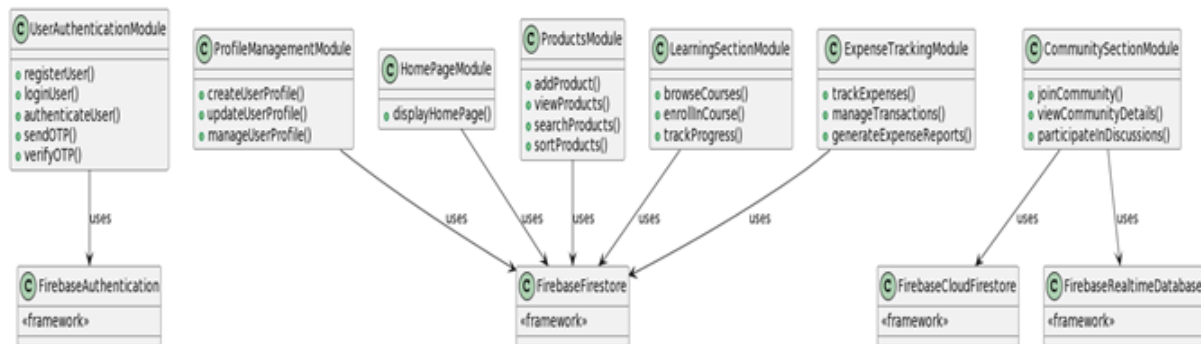 UserAuthenticationModule
registerUser()
loginUser()
authenticateUser()
sendOTP()
verifyOTP()
ProfileManagementModule
createUserProfile()
updateUserProfile()
manageUserProfile()
HomePageModule
displayHomePage()
ProductsModule
addProduct()
viewProducts()
searchProducts()
sortProducts()
LearningSectionModule
browseCourses()
enrollInCourse()
trackProgress()
ExpenseTrackingModule
trackExpenses()
manageTransactions()
generateExpenseReports()
CommunitySectionModule
joinCommunity()
viewCommunityDetails()
participateInDiscussions()
uses
uses
uses
uses
uses
uses
uses
uses
FirebaseAuthentication
«framework»
FirebaseFirestore
«framework»
FirebaseCloudFirestore
«framework»
FirebaseRealtimeDatabase
«framework»